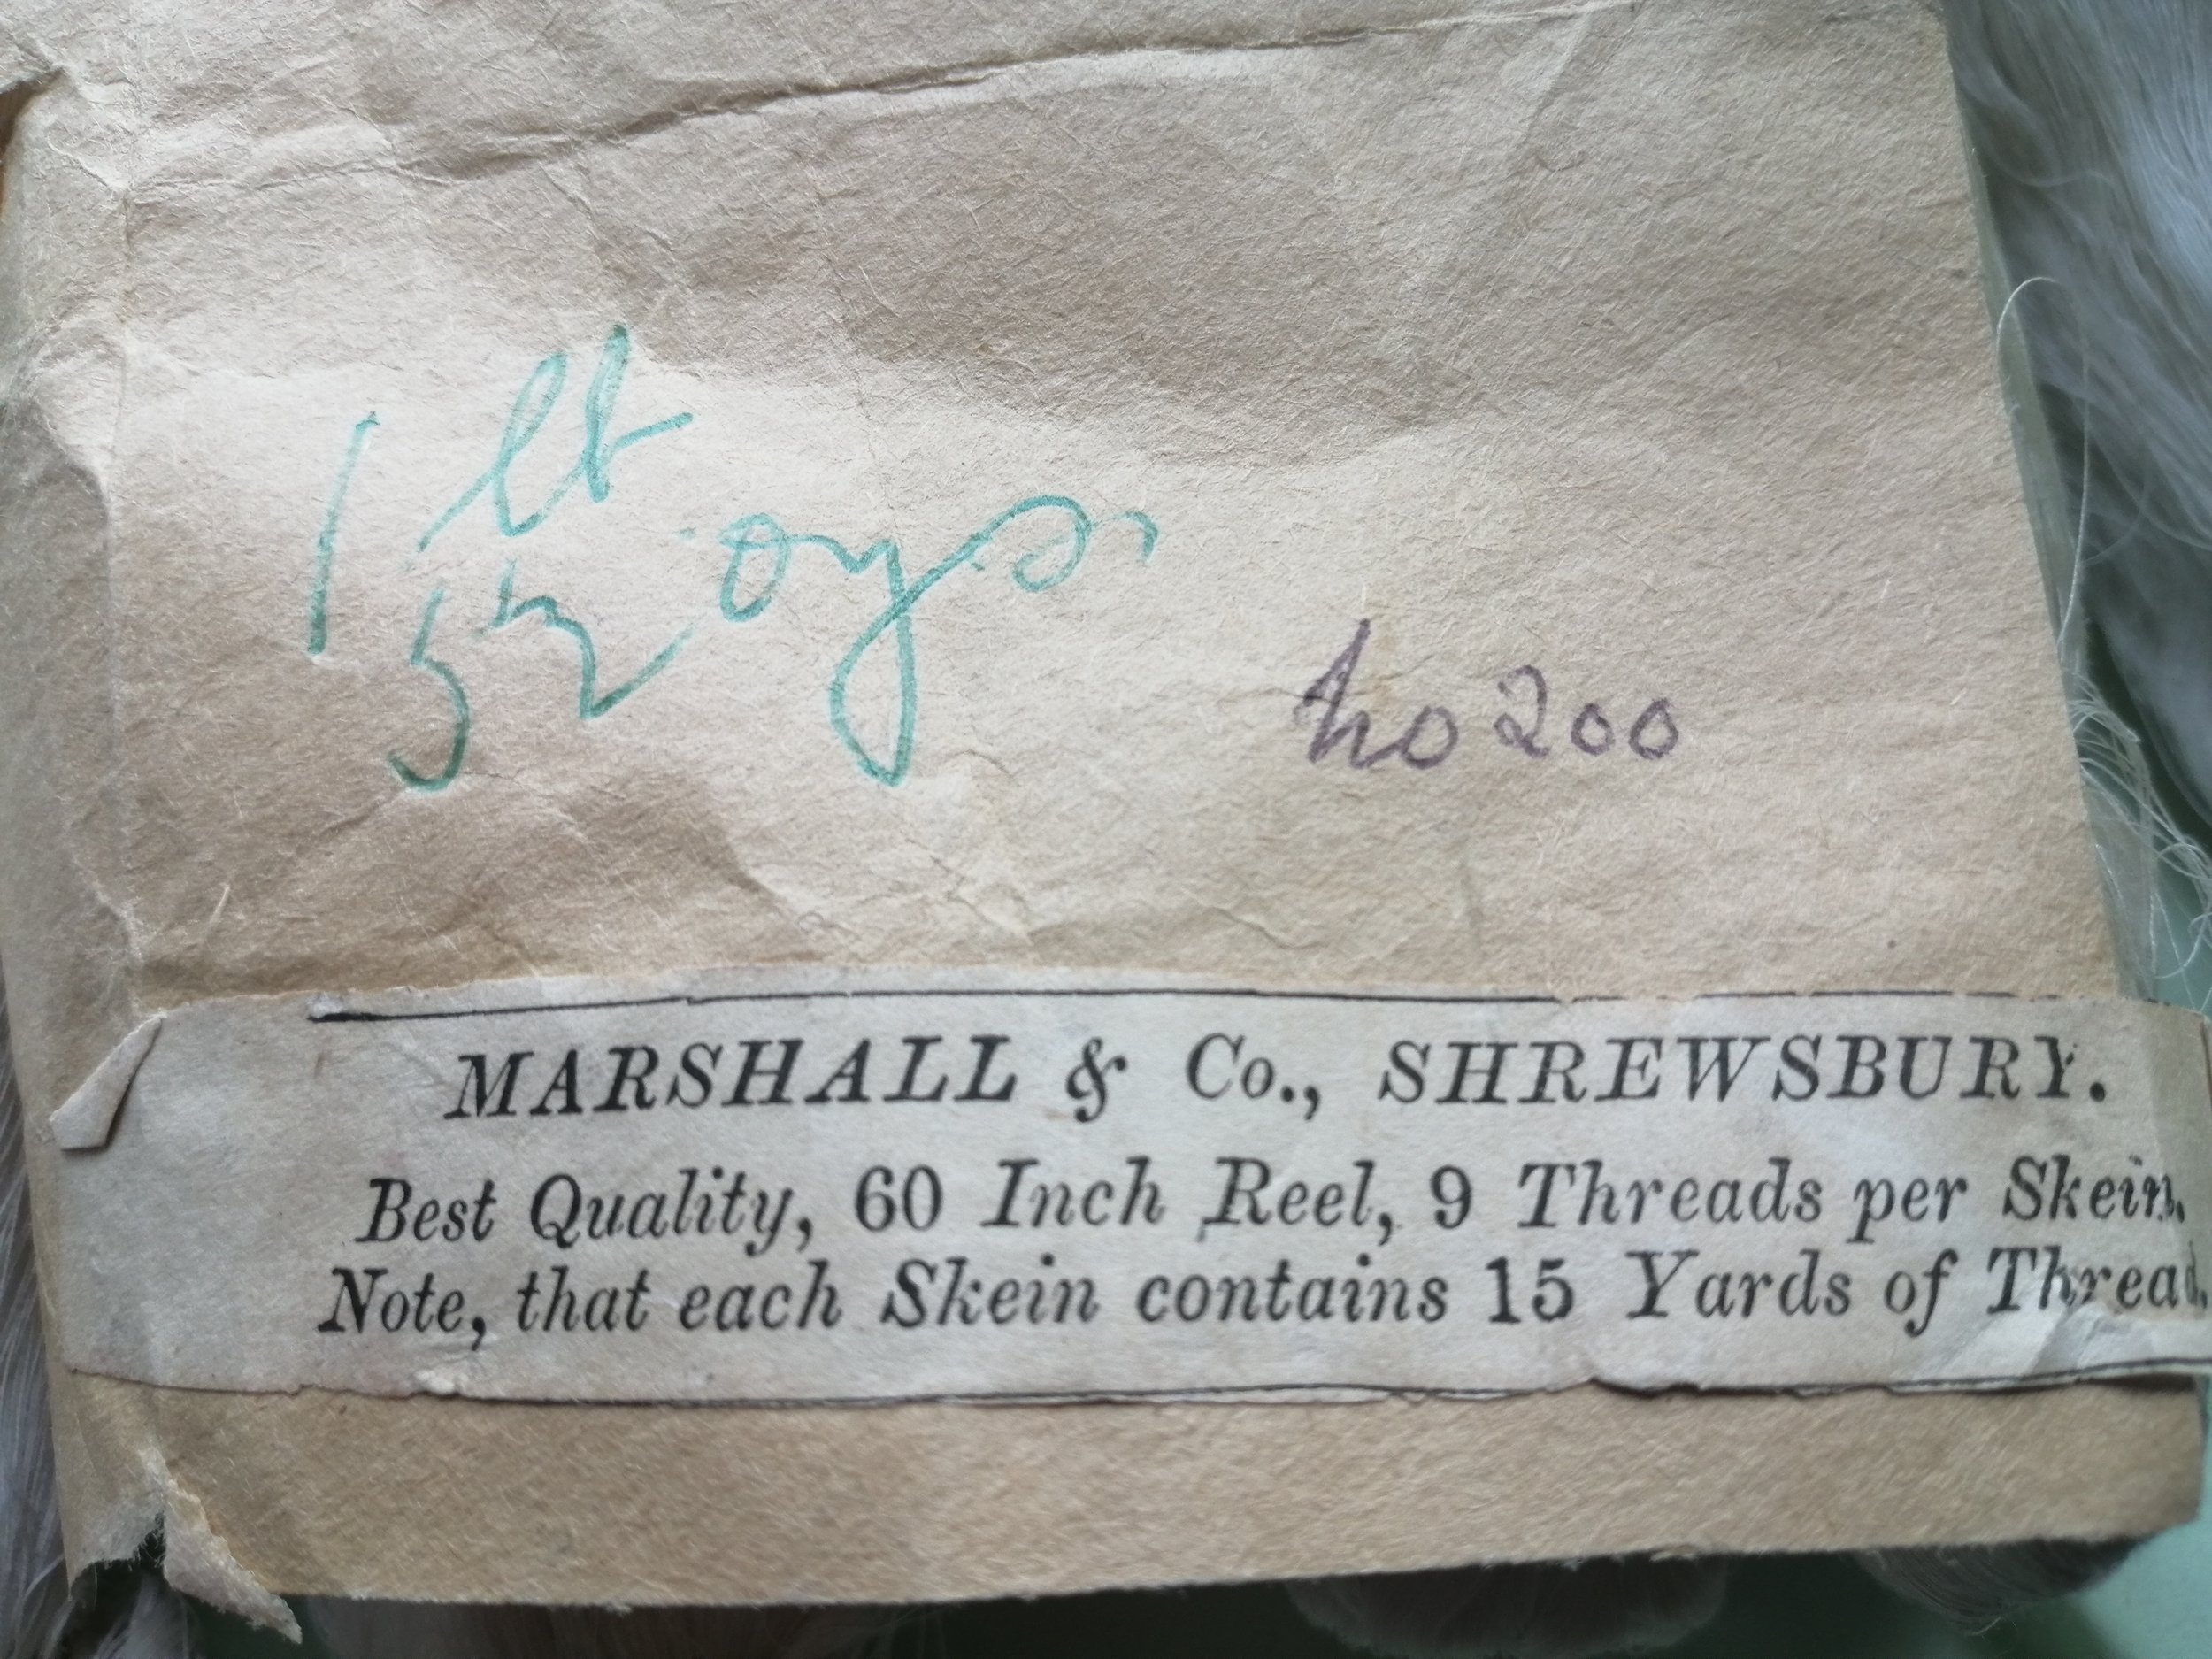 1 lb
5½ ozs.
No 200
MARSHALL & Co., SHREWSBURY.
Best Quality, 60 Inch Reel, 9 Threads per Skein.
Note, that each Skein contains 15 Yards of Thread.